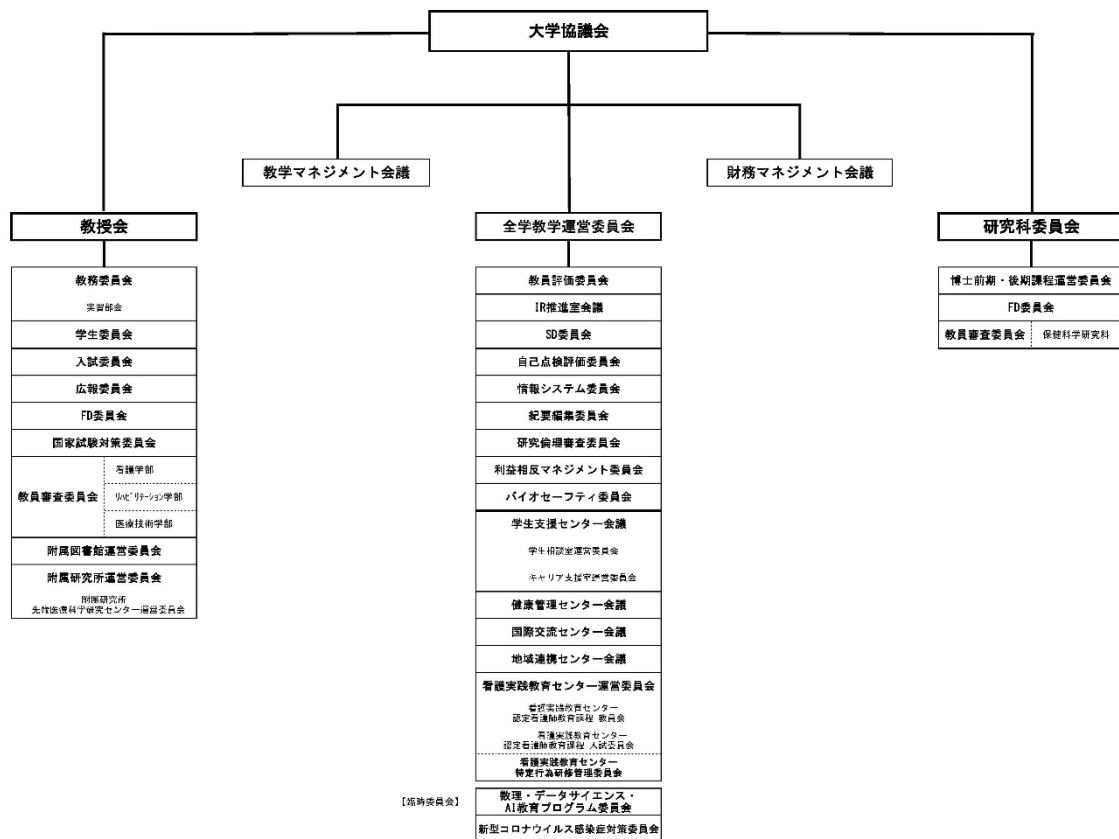 大学協議会
教学マネジメント会議
財務マネジメント会議
教授会
教務委員会
実習部会
学生委員会
入試委員会
広報委員会
FD委員会
国家試験対策委員会
教員審査委員会
看護学部
ﾘﾊﾋﾞﾘﾃｰｼｮﾝ学部
医療技術学部
附属図書館運営委員会
附属研究所運営委員会
附属研究所
先端医療科学研究センター運営委員会
全学教学運営委員会
教員評価委員会
IR推進室会議
SD委員会
自己点検評価委員会
情報システム委員会
紀要編集委員会
研究倫理審査委員会
利益相反マネジメント委員会
バイオセーフティ委員会
学生支援センター会議
学生相談室運営委員会
キャリア支援室運営委員会
健康管理センター会議
国際交流センター会議
地域連携センター会議
看護実践教育センター運営委員会
看護実践教育センター
認定看護師教育課程 教員会
看護実践教育センター
認定看護師教育課程 入試委員会
看護実践教育センター
特定行為研修管理委員会
【臨時委員会】
数理・データサイエンス・
AI教育プログラム委員会
新型コロナウイルス感染症対策委員会
研究科委員会
博士前期・後期課程運営委員会
FD委員会
教員審査委員会
保健科学研究科